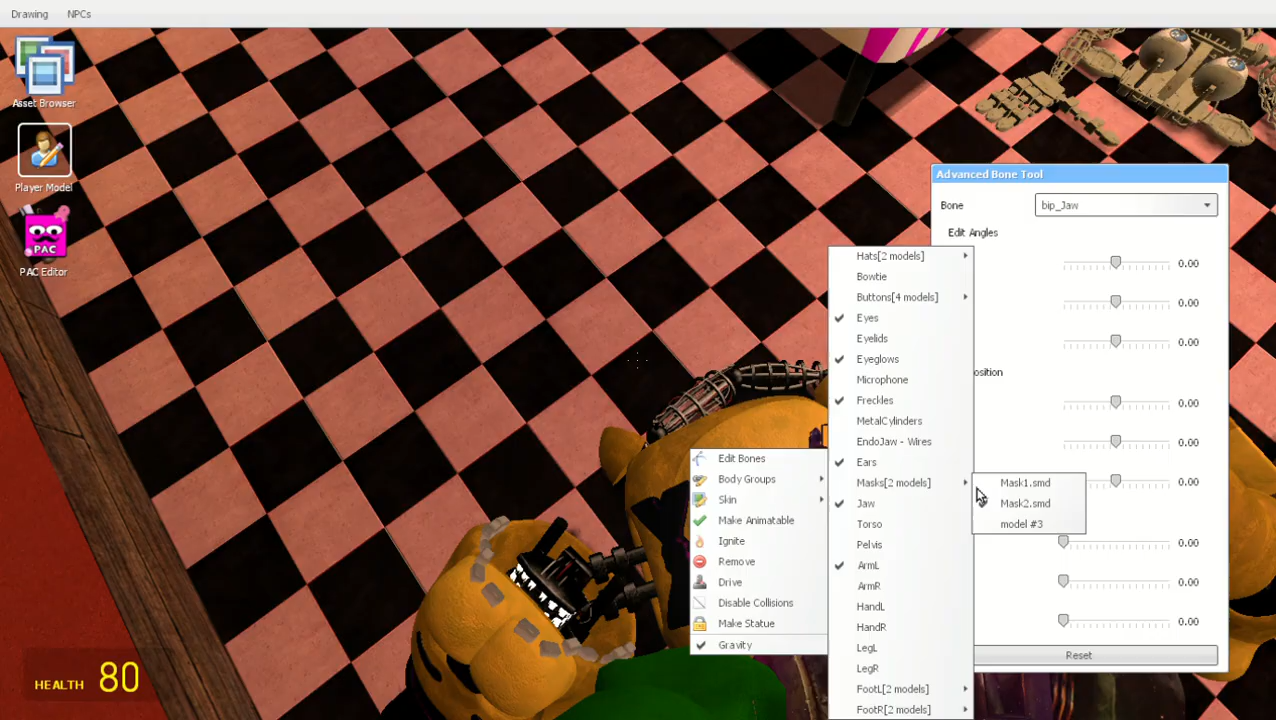 Drawing NPCs
Asset Browser
Player Model
PAC
PAC Editor
Advanced Bone Tool
Bone bip_Jaw
Edit Angles
0.00
0.00
0.00
osition
0.00
0.00
0.00
0.00
0.00
0.00
Reset
Edit Bones
Body Groups
Skin
Make Animatable
Ignite
Remove
Drive
Disable Collisions
Make Statue
Gravity
Hats[2 models]
Bowtie
Buttons[4 models]
Eyes
Eyelids
Eyeglows
Microphone
Freckles
MetalCylinders
EndoJaw - Wires
Ears
Masks[2 models]
Jaw
Torso
Pelvis
ArmL
ArmR
HandL
HandR
LegL
LegR
FootL[2 models]
FootR[2 models]
Mask1.smd
Mask2.smd
model #3
HEALTH 80